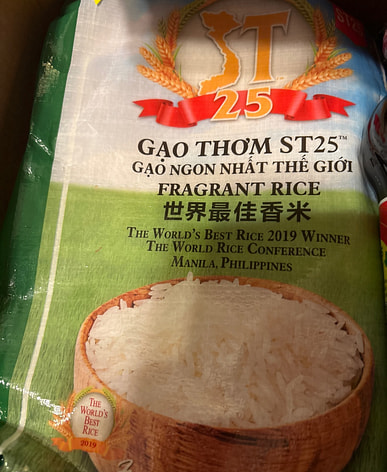 ST
25
GẠO THƠM ST25™
GẠO NGON NHẤT THẾ GIỚI
FRAGRANT RICE
世界最佳香米
THE WORLD'S BEST RICE 2019 WINNER
THE WORLD RICE CONFERENCE
MANILA, PHILIPPINES
THE
WORLD'S
BEST
RICE
2019